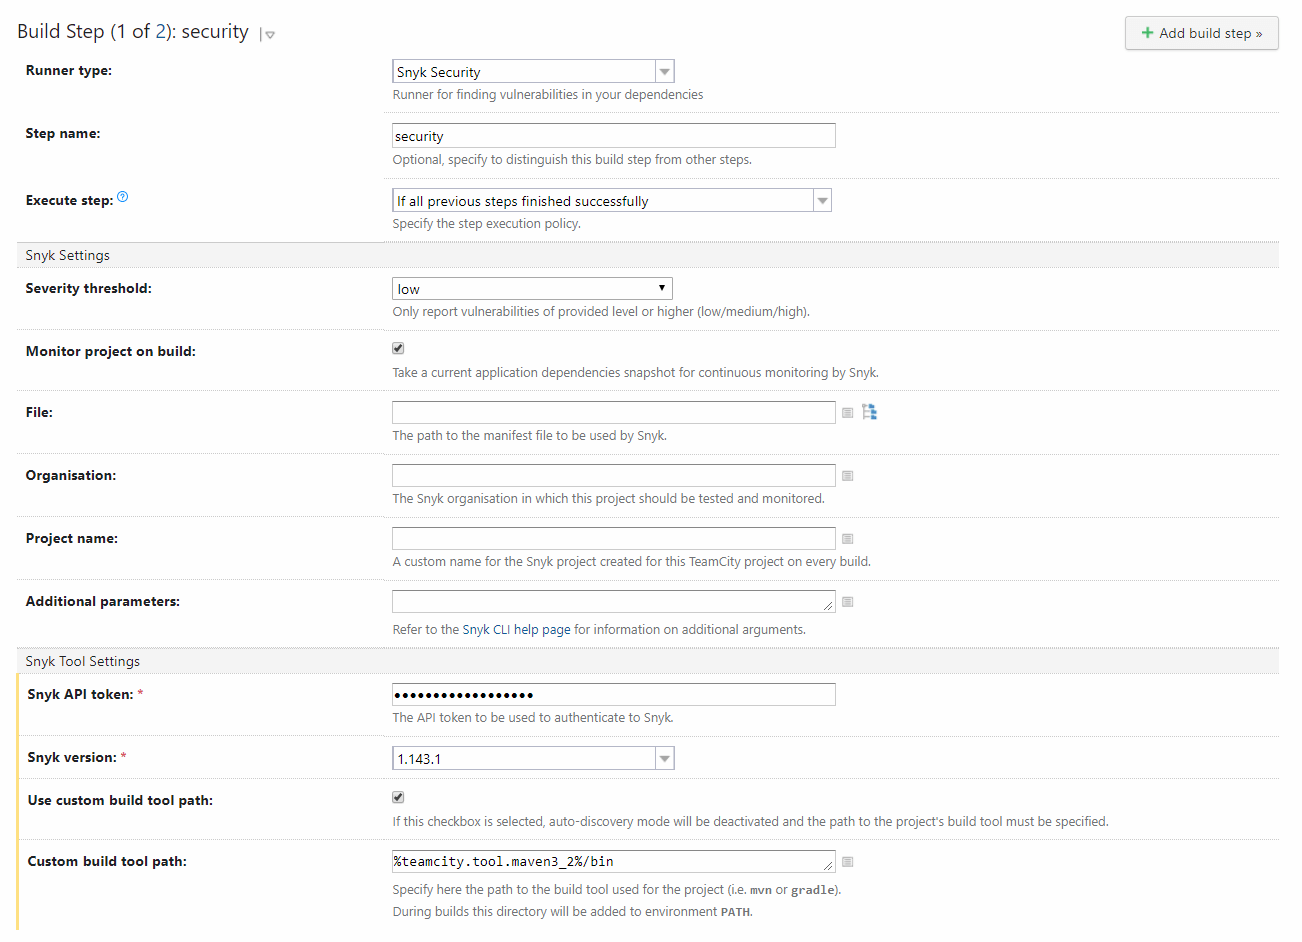 Build Step (1 of 2): security
+ Add build step »
Runner type:
Snyk Security
Runner for finding vulnerabilities in your dependencies
Step name:
security
Optional, specify to distinguish this build step from other steps.
Execute step: ?
If all previous steps finished successfully
Specify the step execution policy.
Snyk Settings
Severity threshold:
low
Only report vulnerabilities of provided level or higher (low/medium/high).
Monitor project on build:
Take a current application dependencies snapshot for continuous monitoring by Snyk.
File:
The path to the manifest file to be used by Snyk.
Organisation:
The Snyk organisation in which this project should be tested and monitored.
Project name:
A custom name for the Snyk project created for this TeamCity project on every build.
Additional parameters:
Refer to the Snyk CLI help page for information on additional arguments.
Snyk Tool Settings
Snyk API token: *
••••••••••••••••••
The API token to be used to authenticate to Snyk.
Snyk version: *
1.143.1
Use custom build tool path:
If this checkbox is selected, auto-discovery mode will be deactivated and the path to the project's build tool must be specified.
Custom build tool path:
%teamcity.tool.maven3_2%/bin
Specify here the path to the build tool used for the project (i.e. mvn or gradle).
During builds this directory will be added to environment PATH.